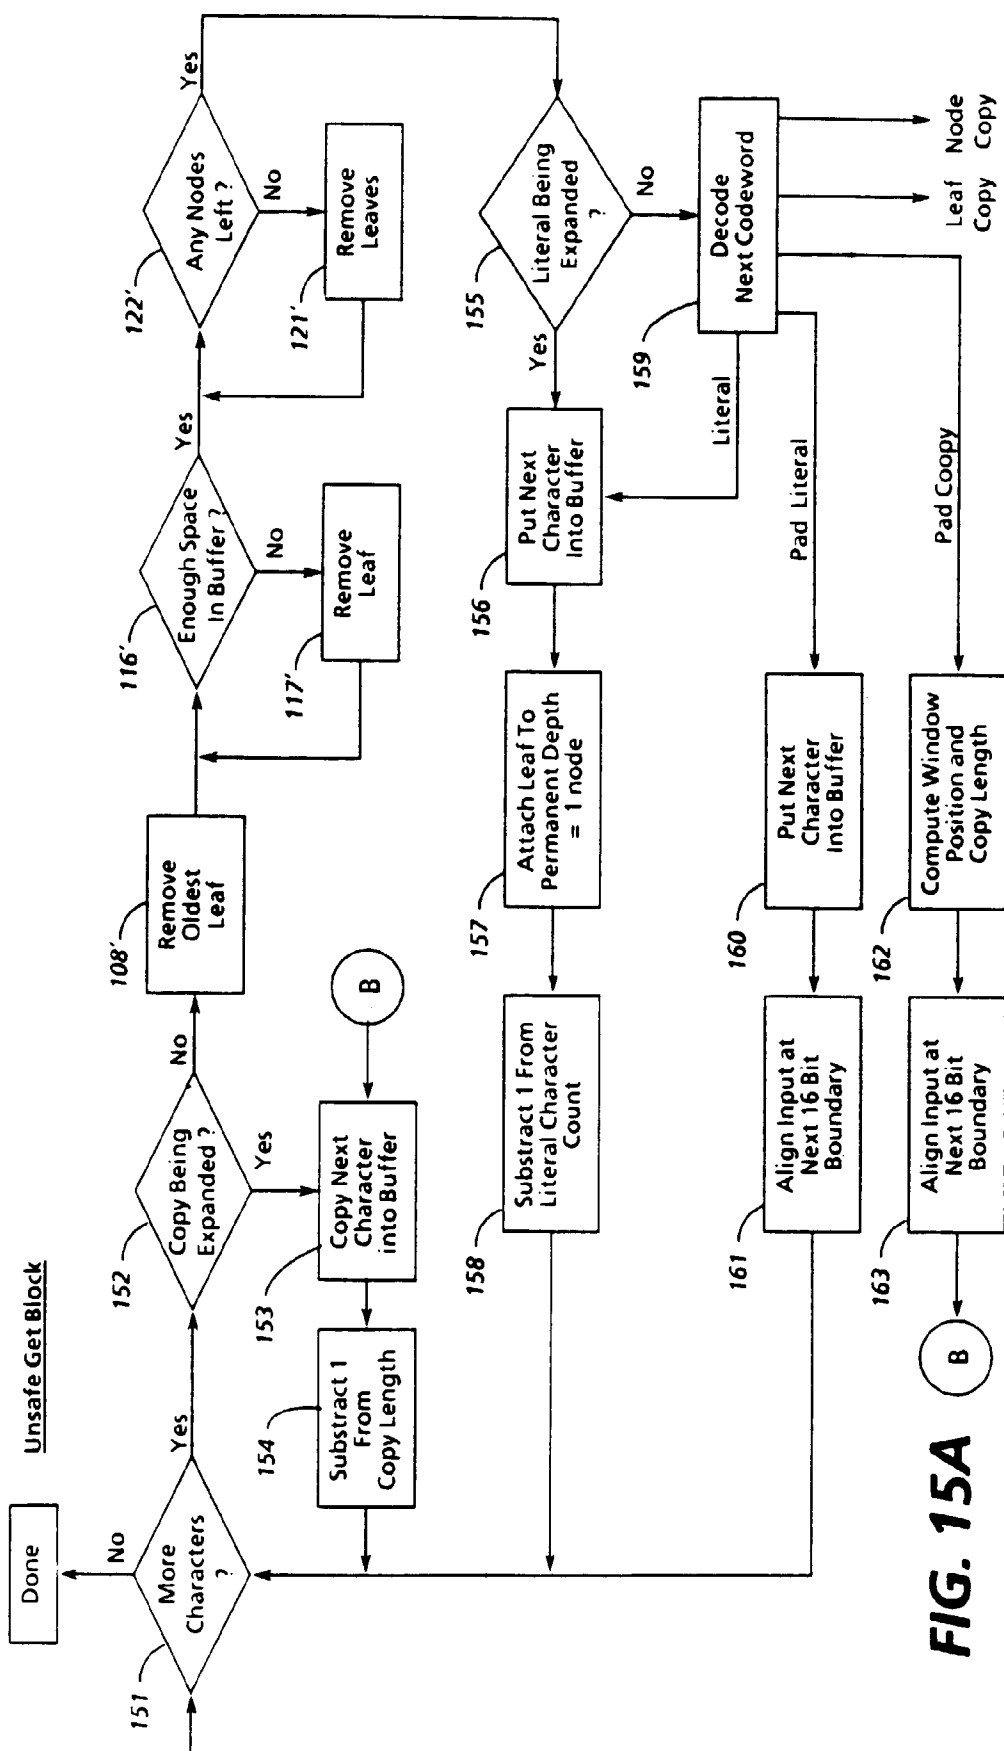 Unsafe Get Block
Done
No
151
More
Characters
?
Yes
152
Copy Being
Expanded ?
No
Yes
153
Copy Next
Character
into Buffer
B
154
Substract 1
From
Copy Length
108'
Remove
Oldest
Leaf
116'
Enough Space
In Buffer ?
Yes
No
117'
Remove
Leaf
122'
Any Nodes
Left ?
Yes
No
121'
Remove
Leaves
155
Literal Being
Expanded
?
Yes
No
156
Put Next
Character
Into Buffer
157
Attach Leaf To
Permanent Depth
= 1 node
158
Substract 1 From
Literal Character
Count
159
Decode
Next Codeword
Literal
Pad Literal
Pad Coopy
Leaf
Copy
Node
Copy
160
Put Next
Character
Into Buffer
161
Align Input at
Next 16 Bit
Boundary
162
Compute Window
Position and
Copy Length
163
Align Input at
Next 16 Bit
Boundary
B
FIG. 15A